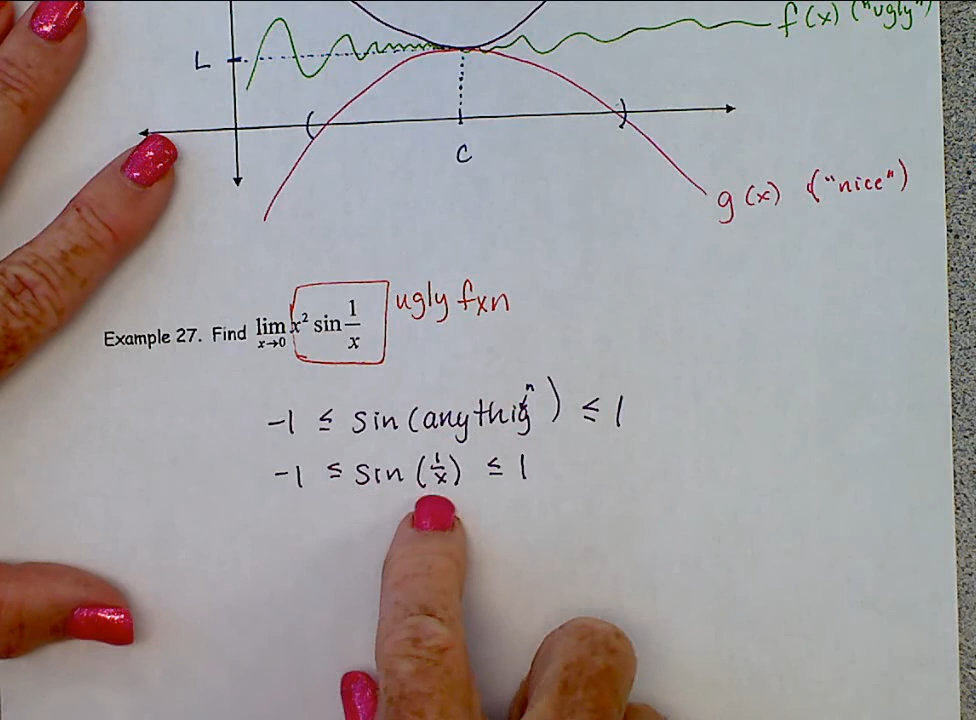 f(x) ("ugly")
L
C
g(x) ("nice")
ugly fxn
Example 27. Find lim x→0 x² sin 1/x
-1 ≤ sin(anythig n) ≤ 1
-1 ≤ sin(1/x) ≤ 1